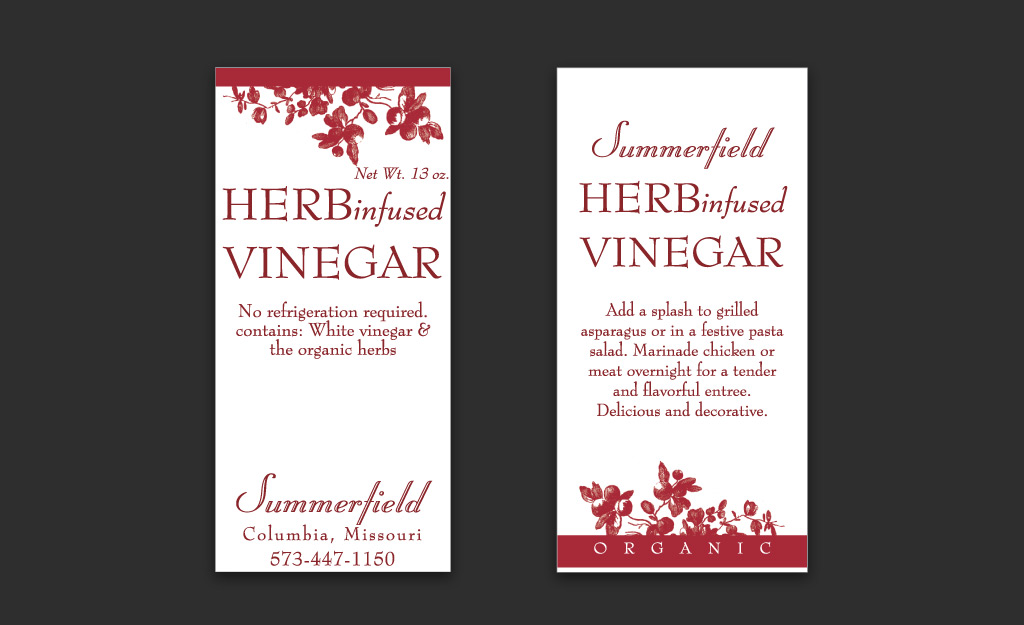 Net Wt. 13 oz.
HERBinfused
VINEGAR
No refrigeration required.
contains: White vinegar &
the organic herbs
Summerfield
Columbia, Missouri
573-447-1150
Summerfield
HERBinfused
VINEGAR
Add a splash to grilled
asparagus or in a festive pasta
salad. Marinade chicken or
meat overnight for a tender
and flavorful entree.
Delicious and decorative.
ORGANIC